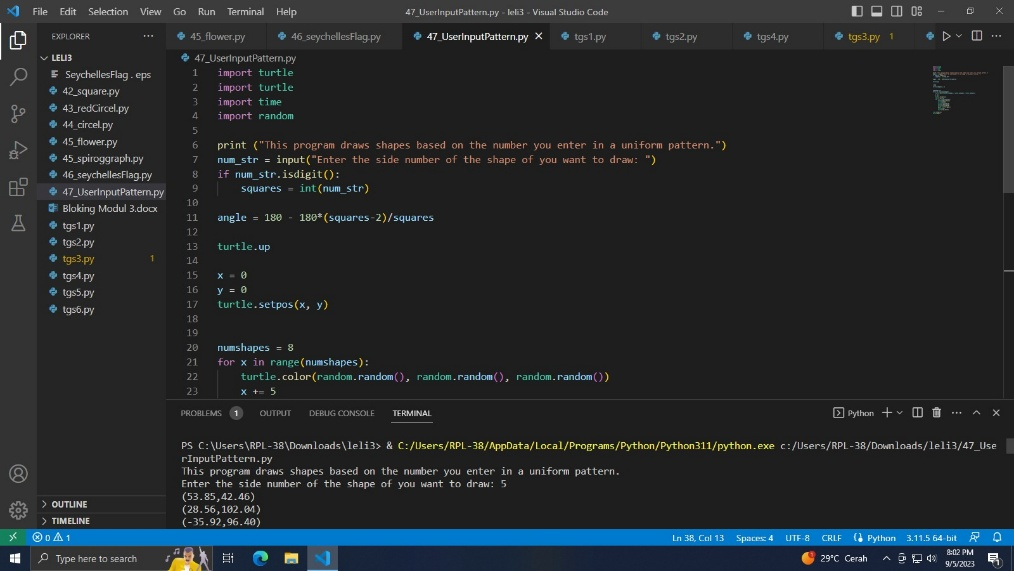 File Edit Selection View Go Run Terminal Help 47_UserInputPattern.py - leli3 - Visual Studio Code
EXPLORER ...
45_flower.py 46_seychellesFlag.py 47_UserInputPattern.py tgs1.py tgs2.py tgs4.py tgs3.py 1
LELI3
SeychellesFlag . eps
42_square.py
43_redCircel.py
44_circel.py
45_flower.py
45_spiroggraph.py
46_seychellesFlag.py
47_UserInputPattern.py
Bloking Modul 3.docx
tgs1.py
tgs2.py
tgs3.py 1
tgs4.py
tgs5.py
tgs6.py
OUTLINE
TIMELINE
47_UserInputPattern.py
1 import turtle
2 import turtle
3 import time
4 import random
5
6 print ("This program draws shapes based on the number you enter in a uniform pattern.")
7 num_str = input("Enter the side number of the shape of you want to draw: ")
8 if num_str.isdigit():
9 squares = int(num_str)
10
11 angle = 180 - 180*(squares-2)/squares
12
13 turtle.up
14
15 x = 0
16 y = 0
17 turtle.setpos(x, y)
18
19
20 numshapes = 8
21 for x in range(numshapes):
22 turtle.color(random.random(), random.random(), random.random())
23 x += 5
PROBLEMS 1 OUTPUT DEBUG CONSOLE TERMINAL Python
PS C:\Users\RPL-38\Downloads\leli3> & C:/Users/RPL-38/AppData/Local/Programs/Python/Python311/python.exe c:/Users/RPL-38/Downloads/leli3/47_Use
rInputPattern.py
This program draws shapes based on the number you enter in a uniform pattern.
Enter the side number of the shape of you want to draw: 5
(53.85,42.46)
(28.56,102.04)
(-35.92,96.40)
0 1 Ln 38, Col 13 Spaces: 4 UTF-8 CRLF Python 3.11.5 64-bit
Type here to search 29°C Cerah 8:02 PM
9/5/2023 1